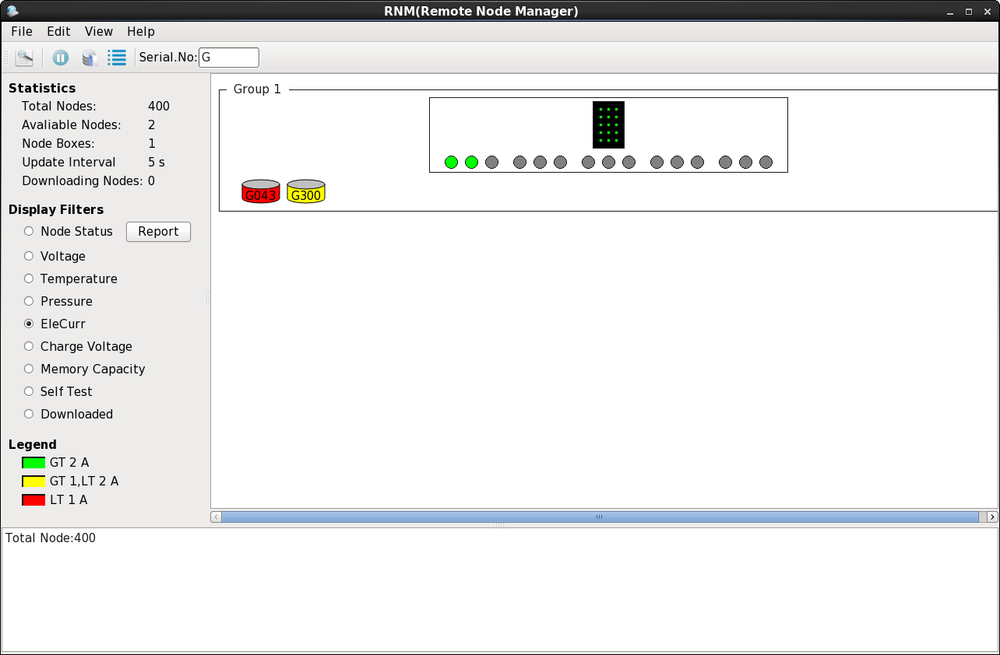 RNM(Remote Node Manager)
File Edit View Help
Serial.No: G
Statistics
Total Nodes: 400
Avaliable Nodes: 2
Node Boxes: 1
Update Interval 5 s
Downloading Nodes: 0
Display Filters
Node Status Report
Voltage
Temperature
Pressure
EleCurr
Charge Voltage
Memory Capacity
Self Test
Downloaded
Legend
GT 2 A
GT 1,LT 2 A
LT 1 A
Group 1
G043 G300
Total Node:400